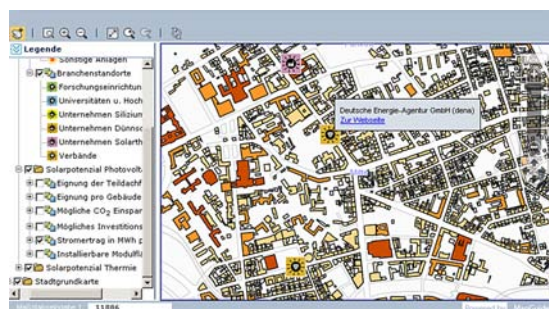 Legende
Sonstige Anlagen
Branchenstandorte
Forschungseinrichtun
Universitäten u. Hoch
Unternehmen Silizium
Unternehmen Dünnsc
Unternehmen Solarth
Verbände
Solarpotenzial Photovolt
Eignung der Teildachf
Eignung pro Gebäude
Mögliche CO2 Einspar
Mögliches Investitions
Stromertrag in MWh p
Installierbare Modulflä
Solarpotenzial Thermie
Stadtgrundkarte
Deutsche Energie-Agentur GmbH (dena)
Zur Webseite
11886